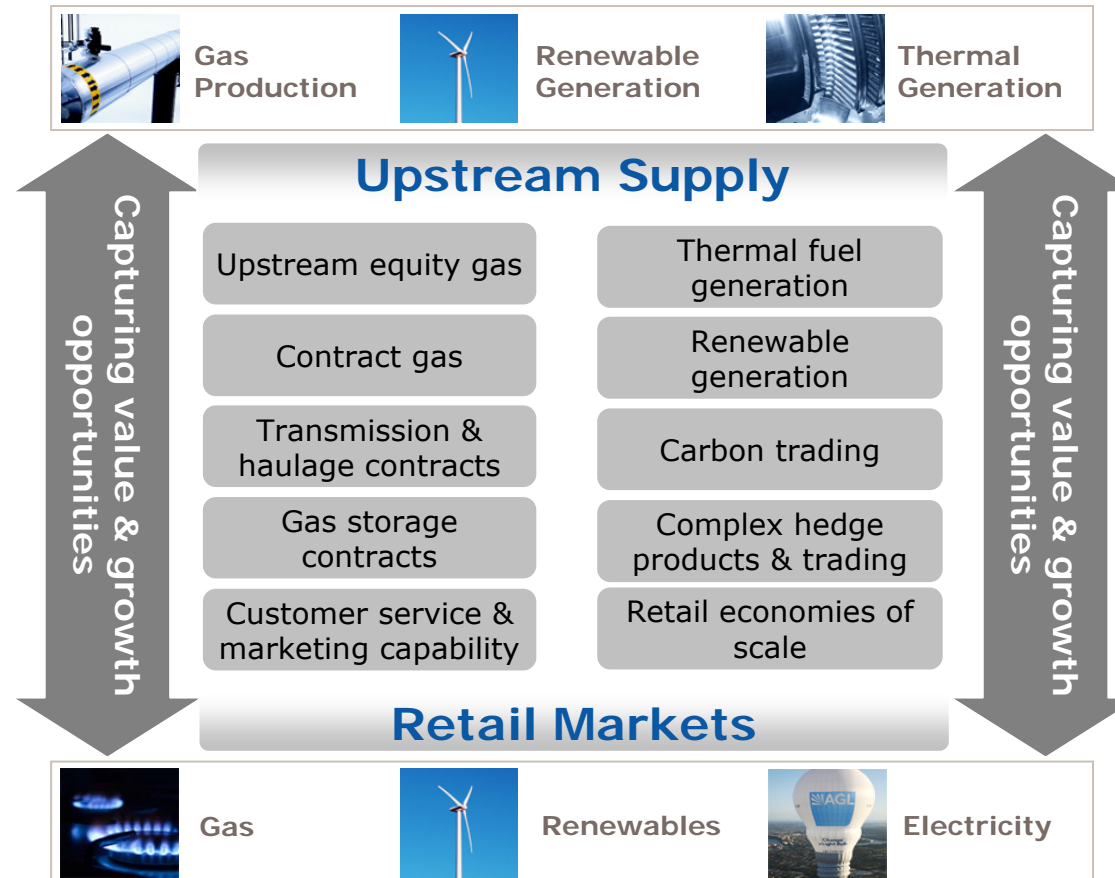 Gas
Production
Renewable
Generation
Thermal
Generation
Capturing value & growth
opportunities
Upstream Supply
Upstream equity gas
Thermal fuel
generation
Contract gas
Renewable
generation
Transmission &
haulage contracts
Carbon trading
Gas storage
contracts
Complex hedge
products & trading
Customer service &
marketing capability
Retail economies of
scale
Capturing value & growth
opportunities
Retail Markets
Gas
Renewables
AGL
Electricity